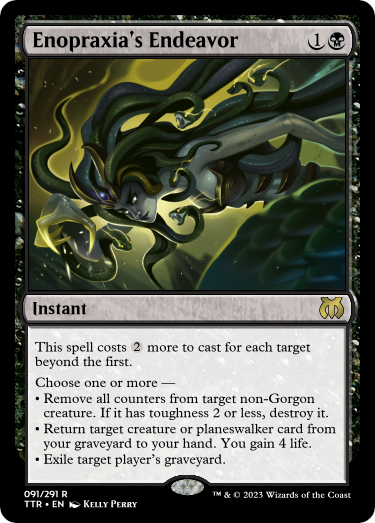 Enopraxia's Endeavor 1
Instant
This spell costs 2 more to cast for each target
beyond the first.
Choose one or more —
• Remove all counters from target non-Gorgon
creature. If it has toughness 2 or less, destroy it.
• Return target creature or planeswalker card from
your graveyard to your hand. You gain 4 life.
• Exile target player's graveyard.
091/291 R
TTR • EN Kelly Perry
™ & © 2023 Wizards of the Coast